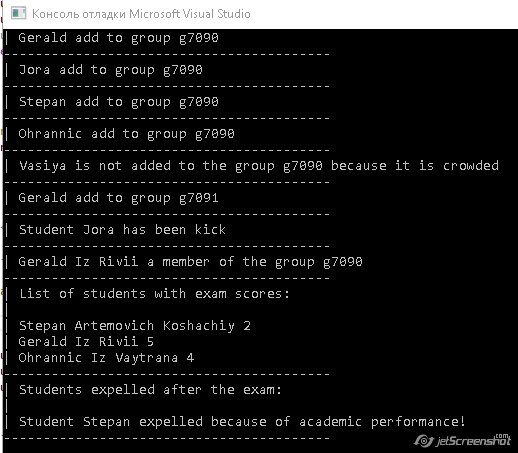 Консоль отладки Microsoft Visual Studio
| Gerald add to group g7090
----------------------------------
| Jora add to group g7090
----------------------------------
| Stepan add to group g7090
----------------------------------
| Ohrannic add to group g7090
----------------------------------
| Vasiya is not added to the group g7090 because it is crowded
----------------------------------
| Gerald add to group g7091
----------------------------------
| Student Jora has been kick
----------------------------------
| Gerald Iz Rivii a member of the group g7090
----------------------------------
| List of students with exam scores:
|
| Stepan Artemovich Koshachiy 2
| Gerald Iz Rivii 5
| Ohrannic Iz Vaytrana 4
----------------------------------
| Students expelled after the exam:
|
| Student Stepan expelled because of academic performance!
----------------------------------
jetScreenshot.com